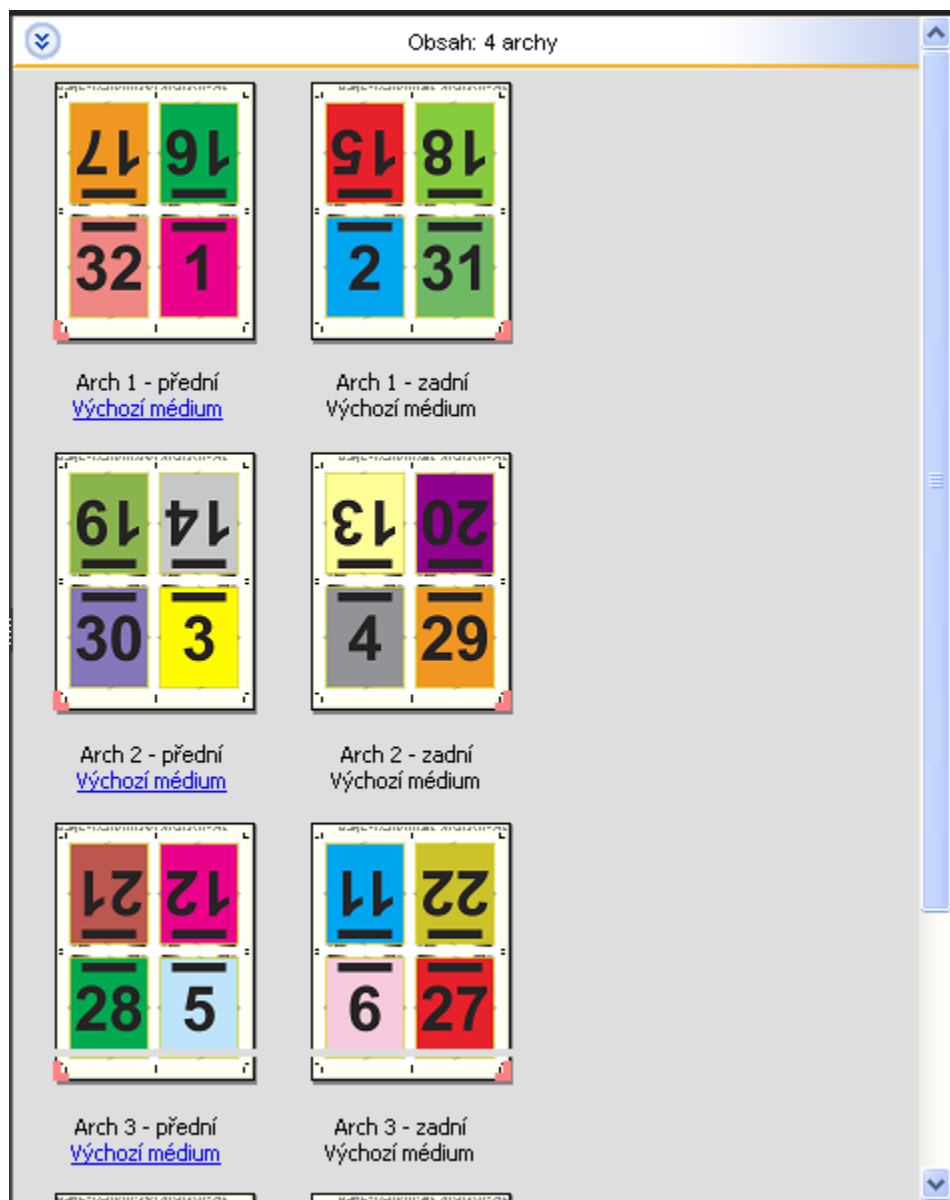 Obsah: 4 archy
17 16
32 1
15 18
2 31
Arch 1 - přední
Výchozí médium
Arch 1 - zadní
Výchozí médium
19 14
30 3
13 20
4 29
Arch 2 - přední
Výchozí médium
Arch 2 - zadní
Výchozí médium
21 12
28 5
11 22
6 27
Arch 3 - přední
Výchozí médium
Arch 3 - zadní
Výchozí médium